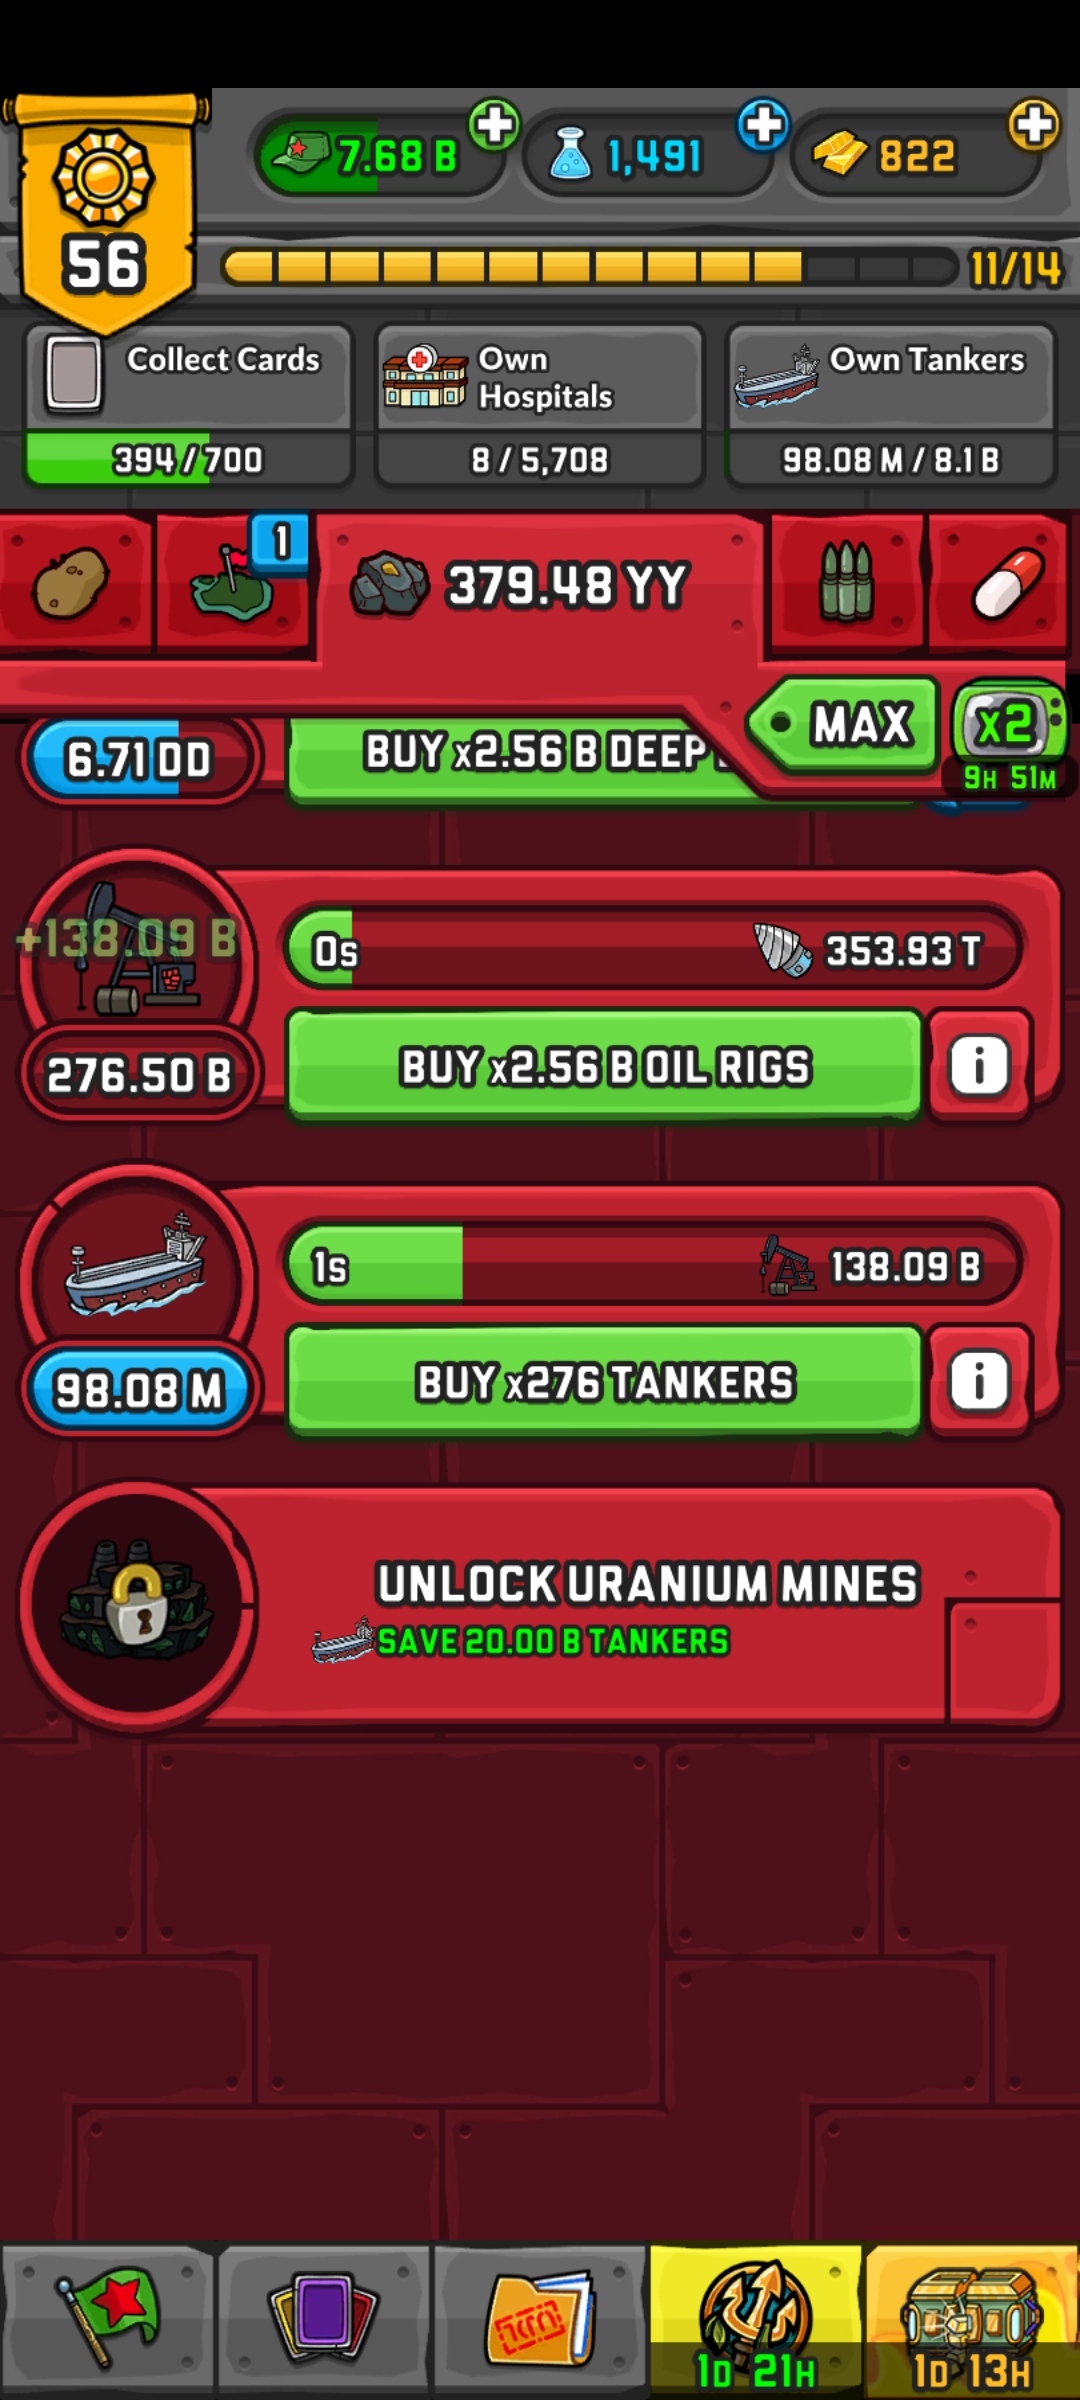 7.68 B
1,491
822
56
11/14
Collect Cards
394/700
Own
Hospitals
8/5,708
Own Tankers
98.08 M / 8.1 B
1
379.48 YY
MAX
x2
9H 51M
6.71 DD
BUY x2.56 B DEEP
+138.09 B
0s
353.93 T
276.50 B
BUY x2.56 B OIL RIGS
i
1s
138.09 B
98.08 M
BUY x276 TANKERS
i
UNLOCK URANIUM MINES
SAVE 20.00 B TANKERS
1D 21H
1D 13H